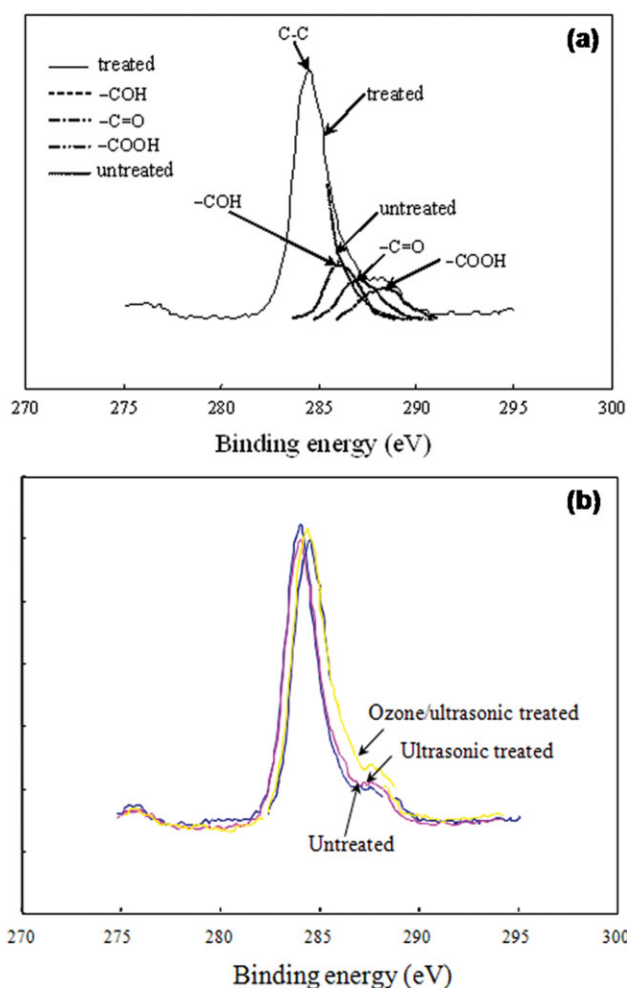 (a)
C-C
treated
-COH
-C=O
-COOH
untreated
treated
-COH
untreated
-C=O
-COOH
270 275 280 285 290 295 300
Binding energy (eV)
(b)
Ozone/ultrasonic treated
Ultrasonic treated
Untreated
270 275 280 285 290 295 300
Binding energy (eV)